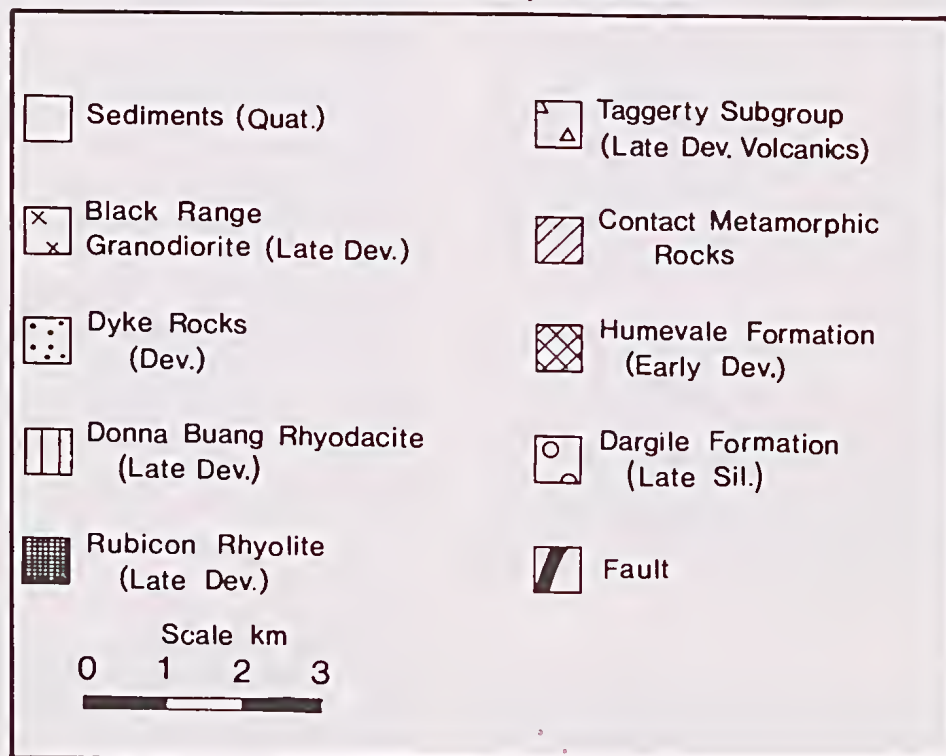 Sediments (Quat.)
Black Range
Granodiorite (Late Dev.)
Dyke Rocks
(Dev.)
Donna Buang Rhyodacite
(Late Dev.)
Rubicon Rhyolite
(Late Dev.)
Taggerty Subgroup
(Late Dev. Volcanics)
Contact Metamorphic
Rocks
Humevale Formation
(Early Dev.)
Dargile Formation
(Late Sil.)
Fault
Scale km
0 1 2 3